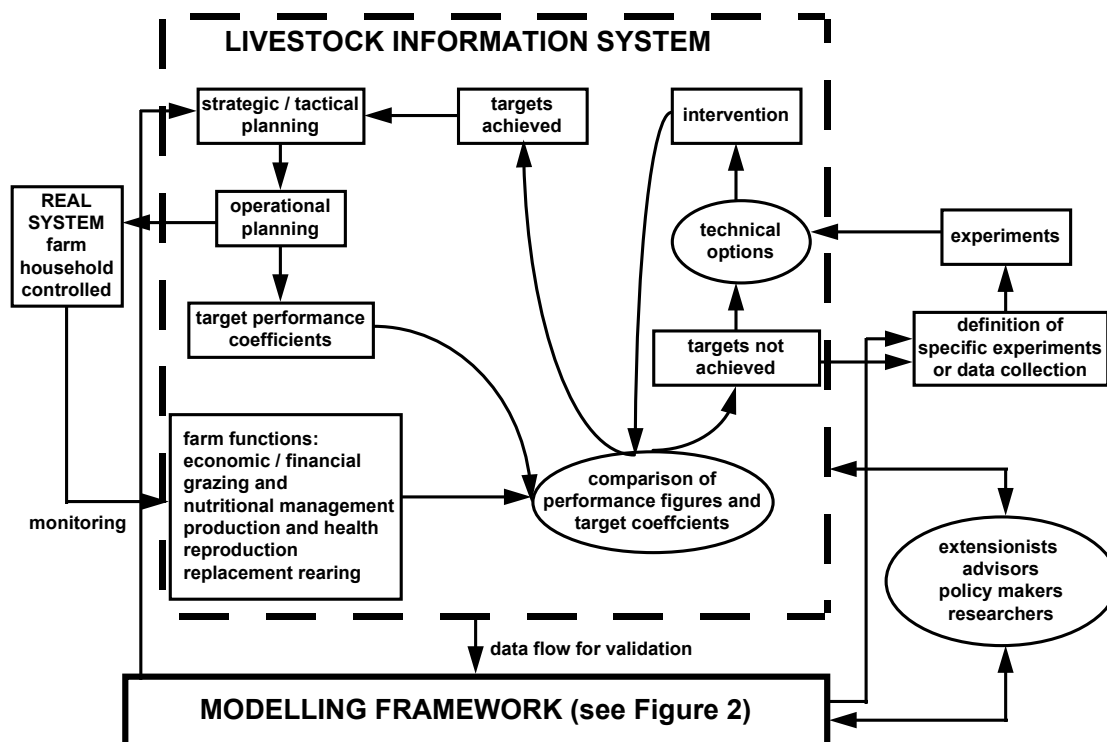 LIVESTOCK INFORMATION SYSTEM
strategic / tactical
planning
targets
achieved
intervention
REAL
SYSTEM
farm
household
controlled
operational
planning
technical
options
experiments
target performance
coefficients
targets not
achieved
definition of
specific experiments
or data collection
farm functions:
economic / financial
grazing and
nutritional management
production and health
reproduction
replacement rearing
monitoring
comparison of
performance figures and
target coeffcients
extensionists
advisors
policy makers
researchers
data flow for validation
MODELLING FRAMEWORK (see Figure 2)